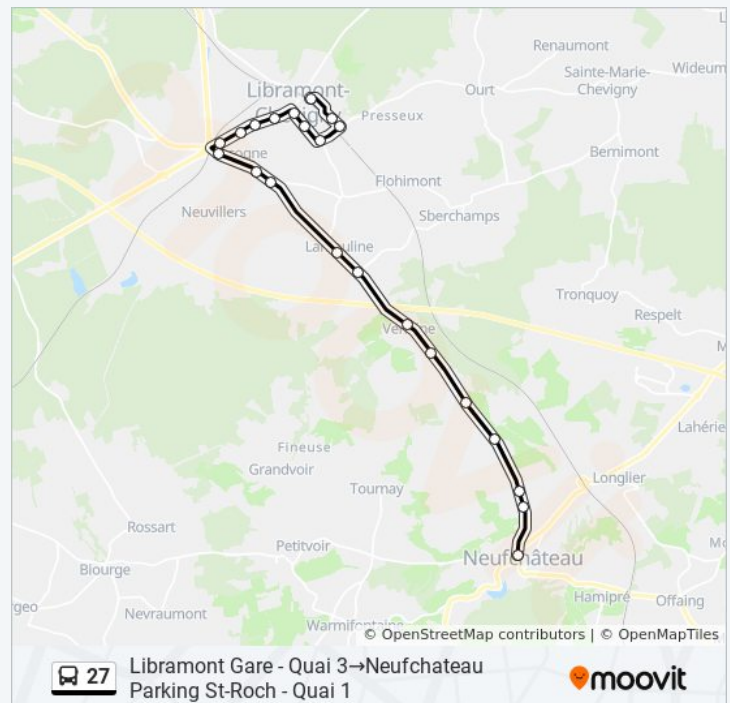 Renaumont
Sainte-Marie-
Chevigny
Wideum
Ourt
Libramont-
Presseux
Bernimont
Flohimont
Neuvillers
Sberchamps
Tronquoy
Respelt
Lahérie
Fineuse
Grandvoir
Longlier
Tournay
Rossart
Petitvoir
Neufchâteau
Biourge
Hamipré
Offaing
Nevraumont
Warmifontaine
© OpenStreetMap contributors | © OpenMapTiles
27
Libramont Gare - Quai 3→Neufchateau
Parking St-Roch - Quai 1
moovit